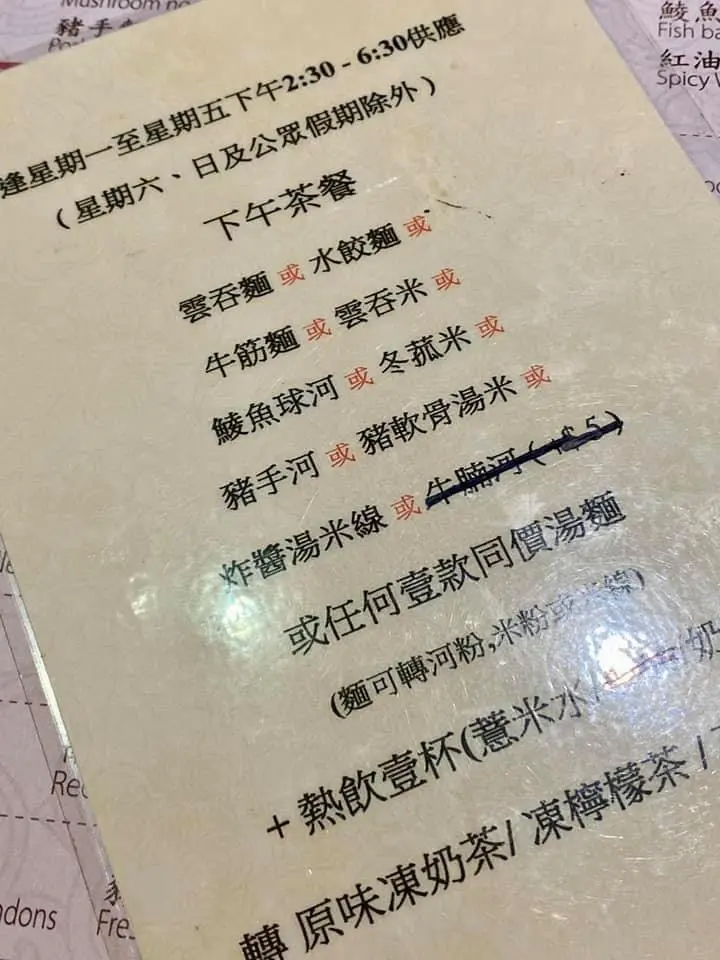 Mushroom no
豬手
鯪魚
Fish ba
紅油
Spicy W
逢星期一至星期五下午2:30 - 6:30供應
(星期六、日及公眾假期除外)
下午茶餐
雲吞麵 或 水餃麵 或
牛筋麵 或 雲吞米 或
鯪魚球河 或 冬菰米 或
豬手河 或 豬軟骨湯米 或
炸醬湯米線 或 牛腩河(+$5)
或任何壹款同價湯麵
(麵可轉河粉,米粉或米線)
+ 熱飲壹杯(薏米水/ /奶
轉 原味凍奶茶/ 凍檸檬茶 /
Rec
ndons
Fres